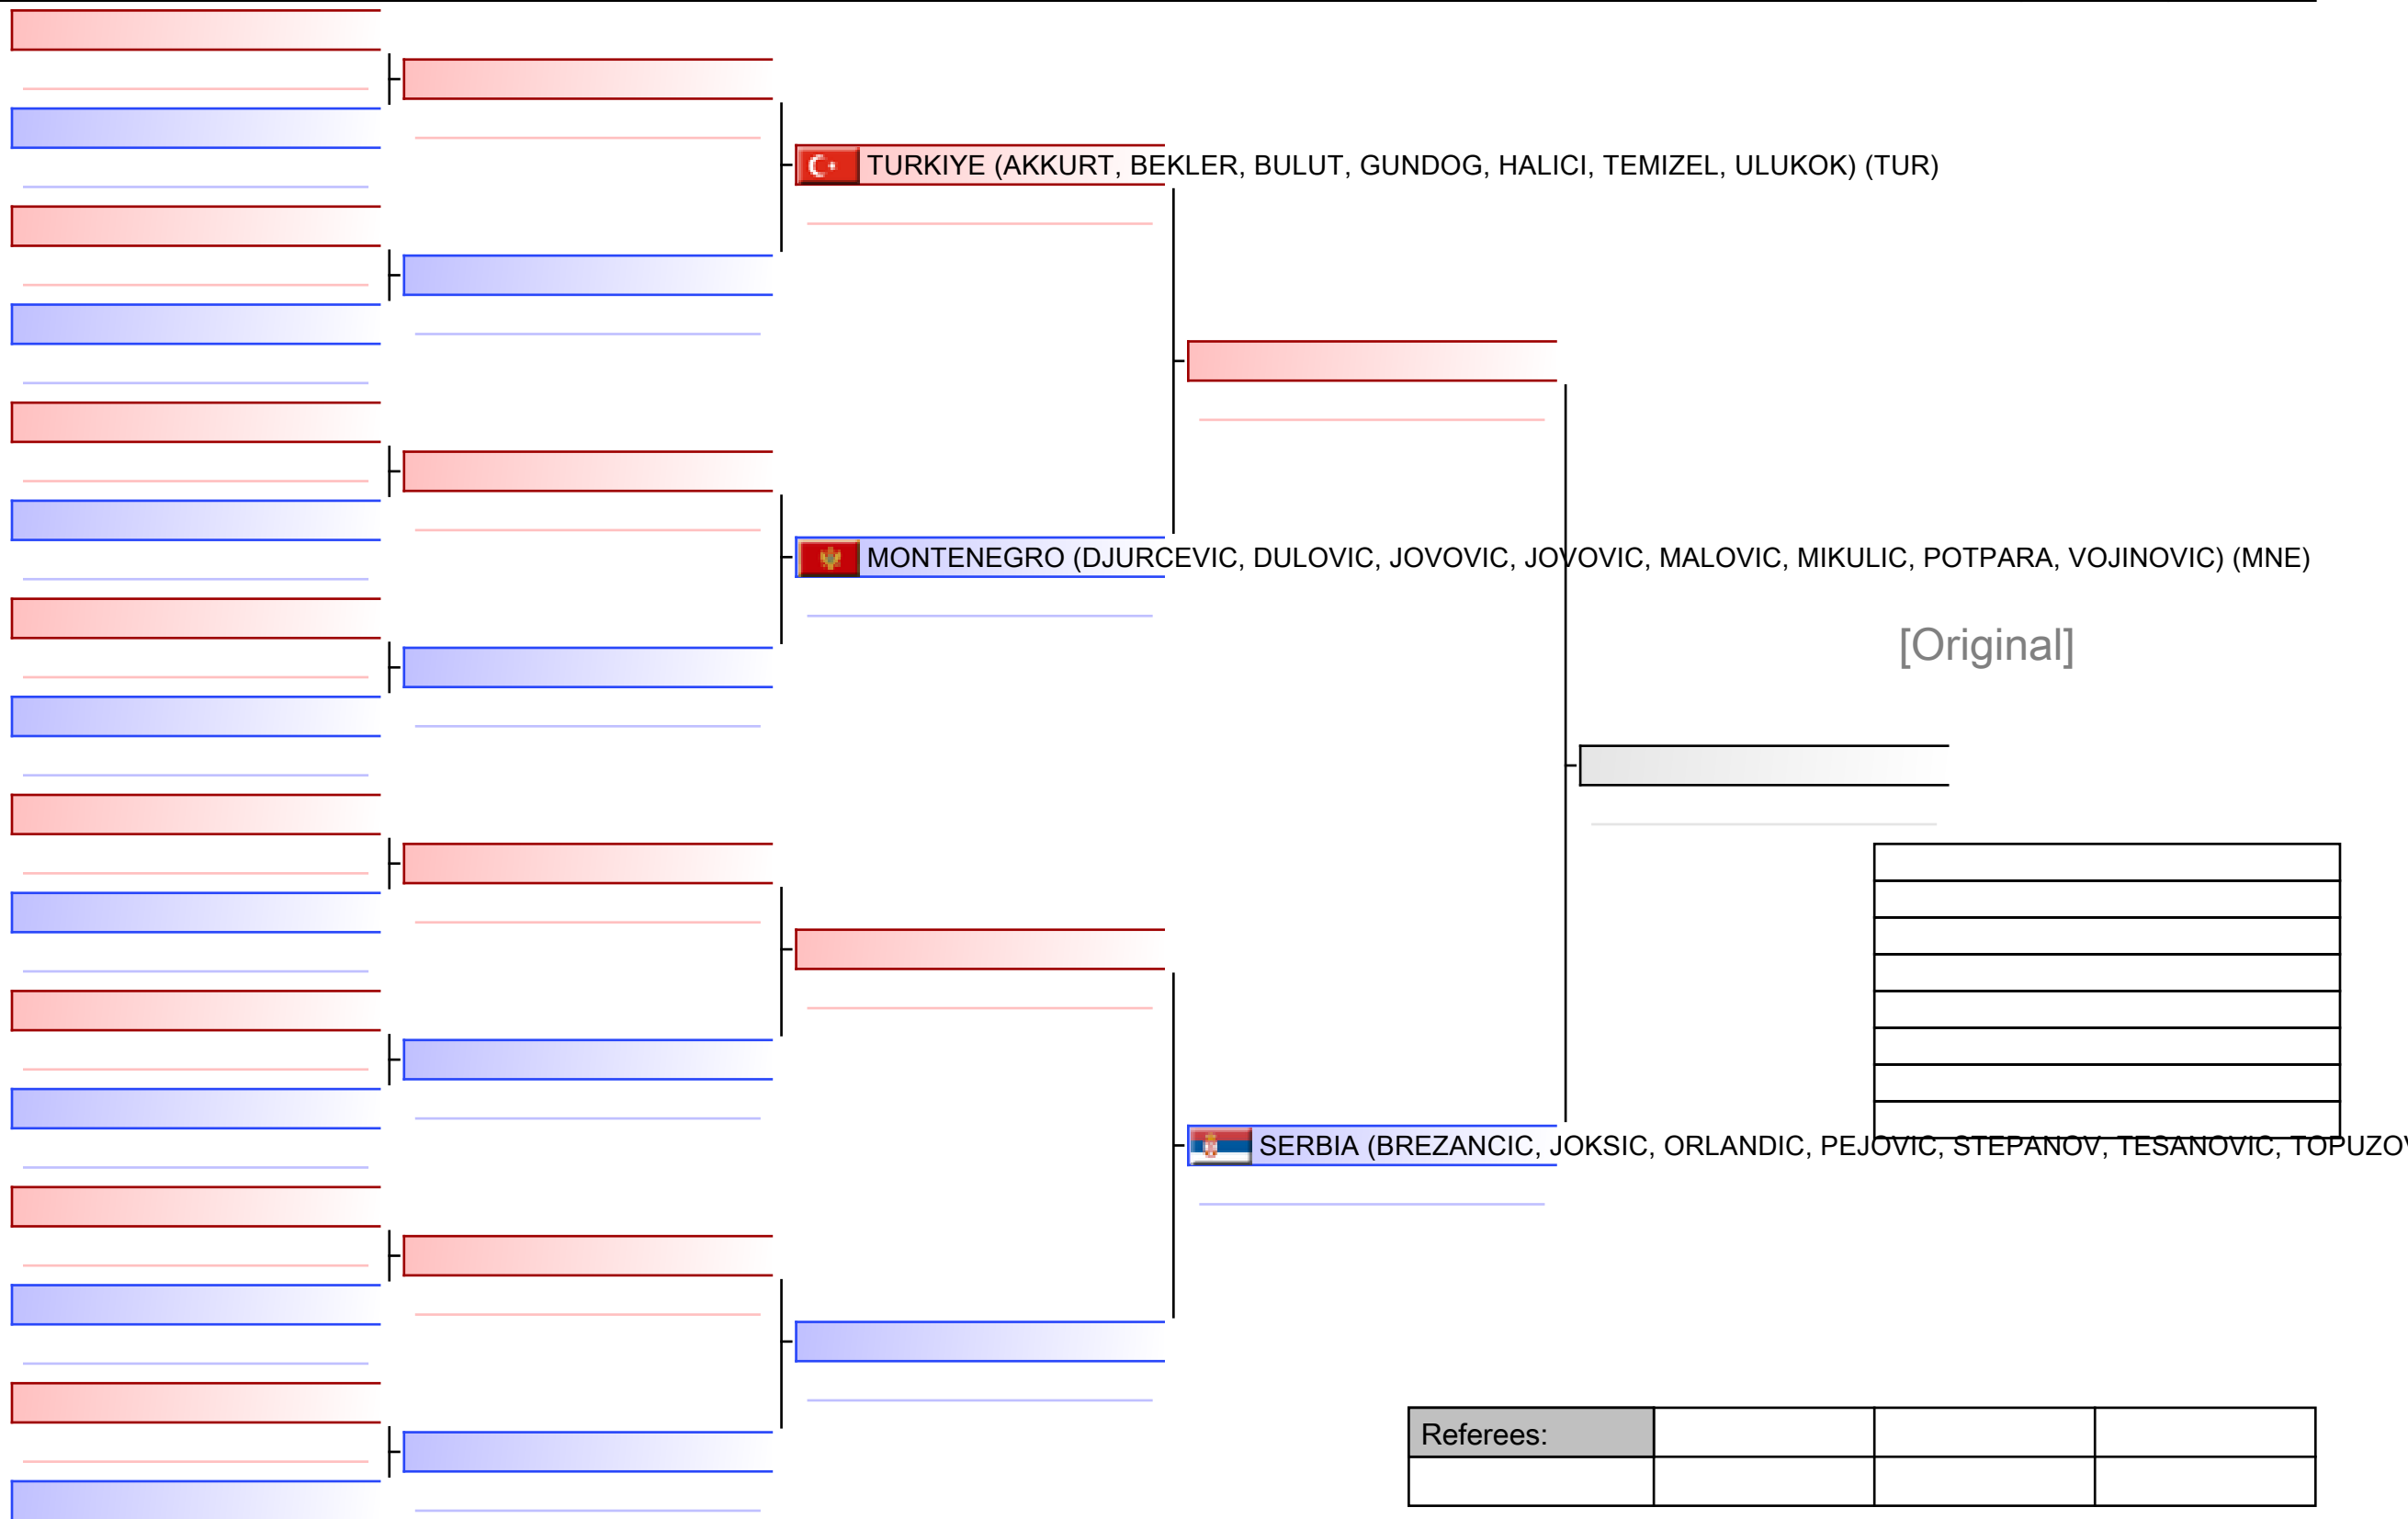 TURKIYE (AKKURT, BEKLER, BULUT, GUNDOG, HALICI, TEMIZEL, ULUKOK) (TUR)
MONTENEGRO (DJURCEVIC, DULOVIC, JOVOVIC, JOVOVIC, MALOVIC, MIKULIC, POTPARA, VOJINOVIC) (MNE)
[Original]
SERBIA (BREZANCIC, JOKSIC, ORLANDIC, PEJOVIC, STEPANOV, TESANOVIC,
Referees: